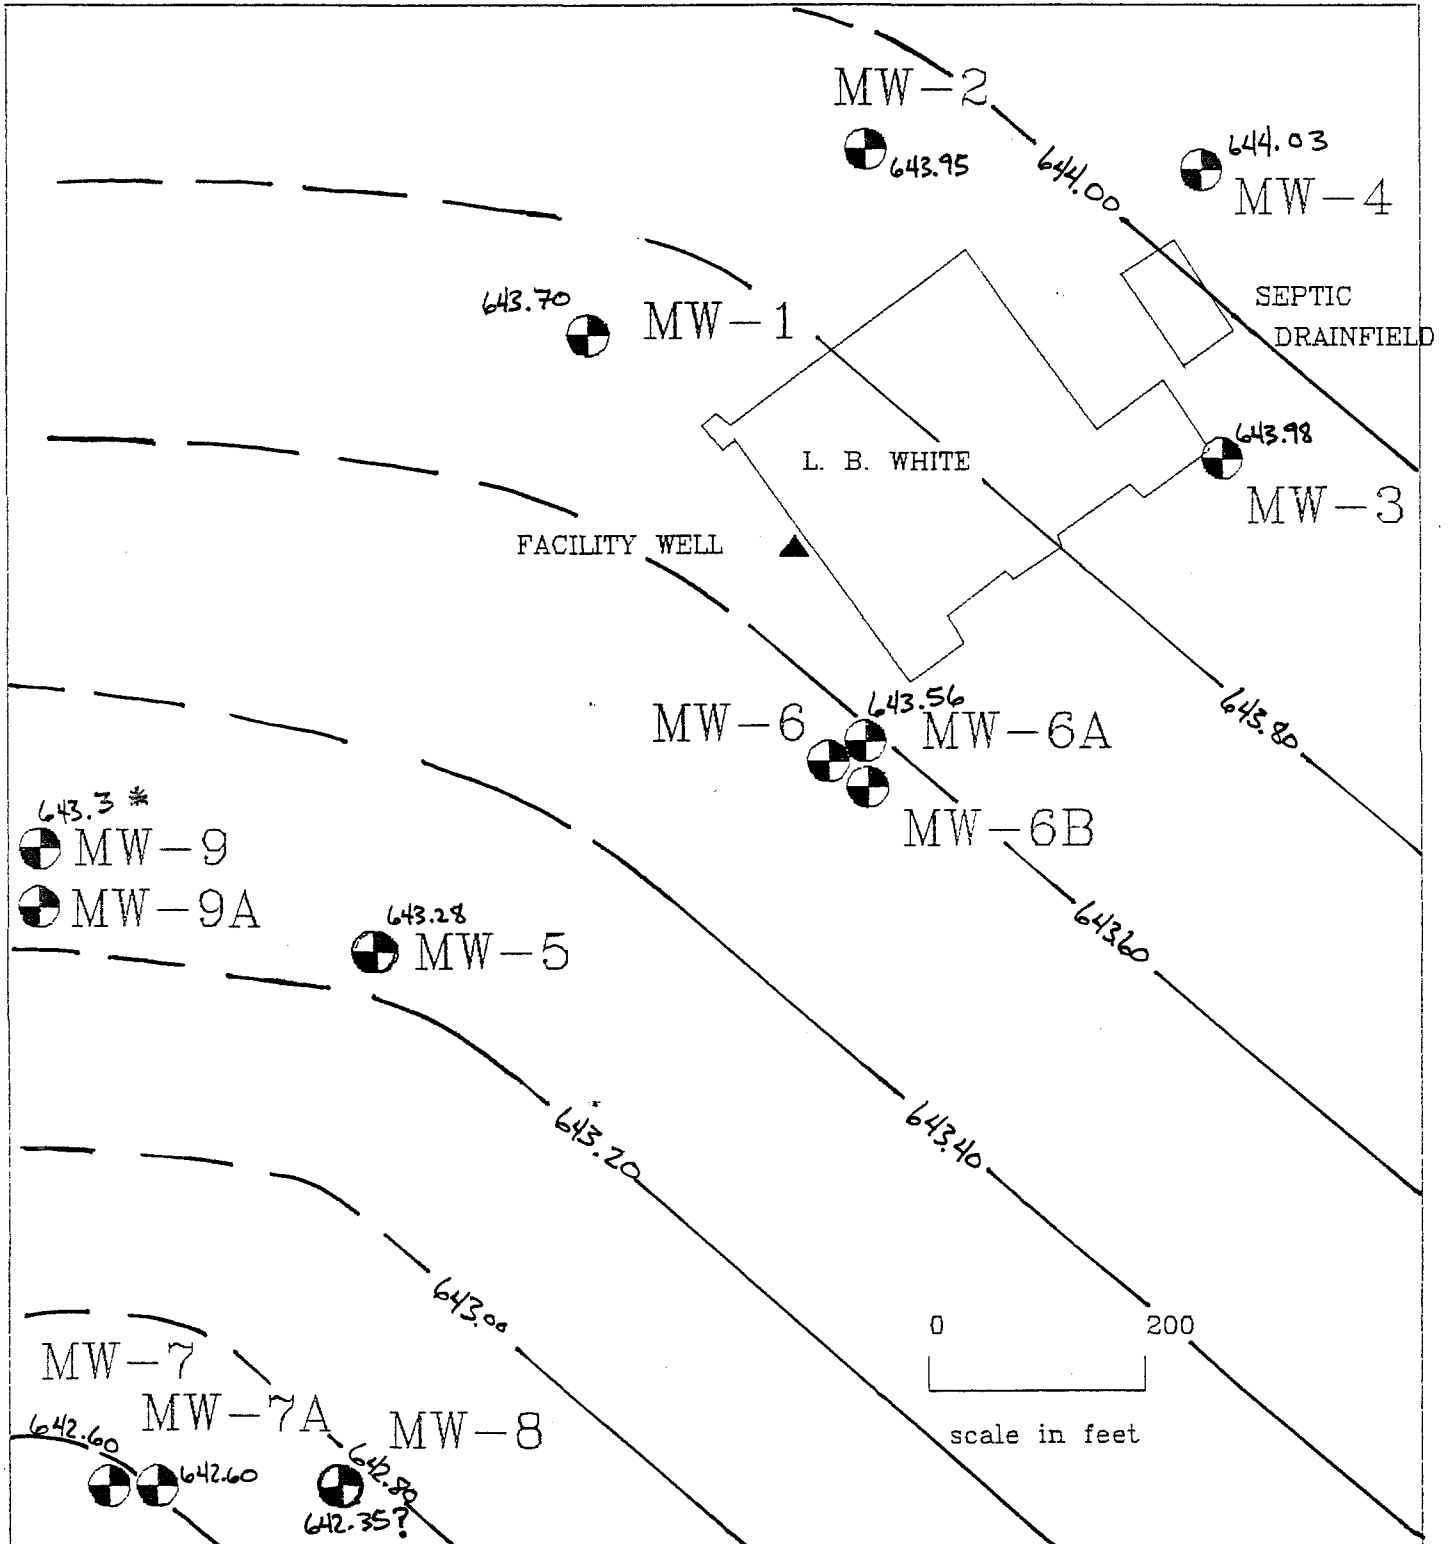 MW-2
643.95
644.00
644.03
MW-4
643.70
MW-1
SEPTIC
DRAINFIELD
643.98
MW-3
L. B. WHITE
FACILITY WELL
643.80
643.56
MW-6
MW-6A
MW-6B
643.3 *
MW-9
MW-9A
643.28
MW-5
643.60
643.40
643.20
643.00
0 200
scale in feet
MW-7
MW-7A
MW-8
642.60
642.60
642.80
642.35?